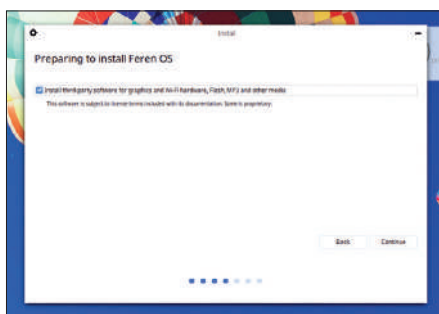 Install
Preparing to install Feren OS
Install third-party software for graphics and Wi-Fi hardware, Flash, MP3 and other media
This software is subject to license terms included with its documentation. Some is proprietary.
Back
Continue